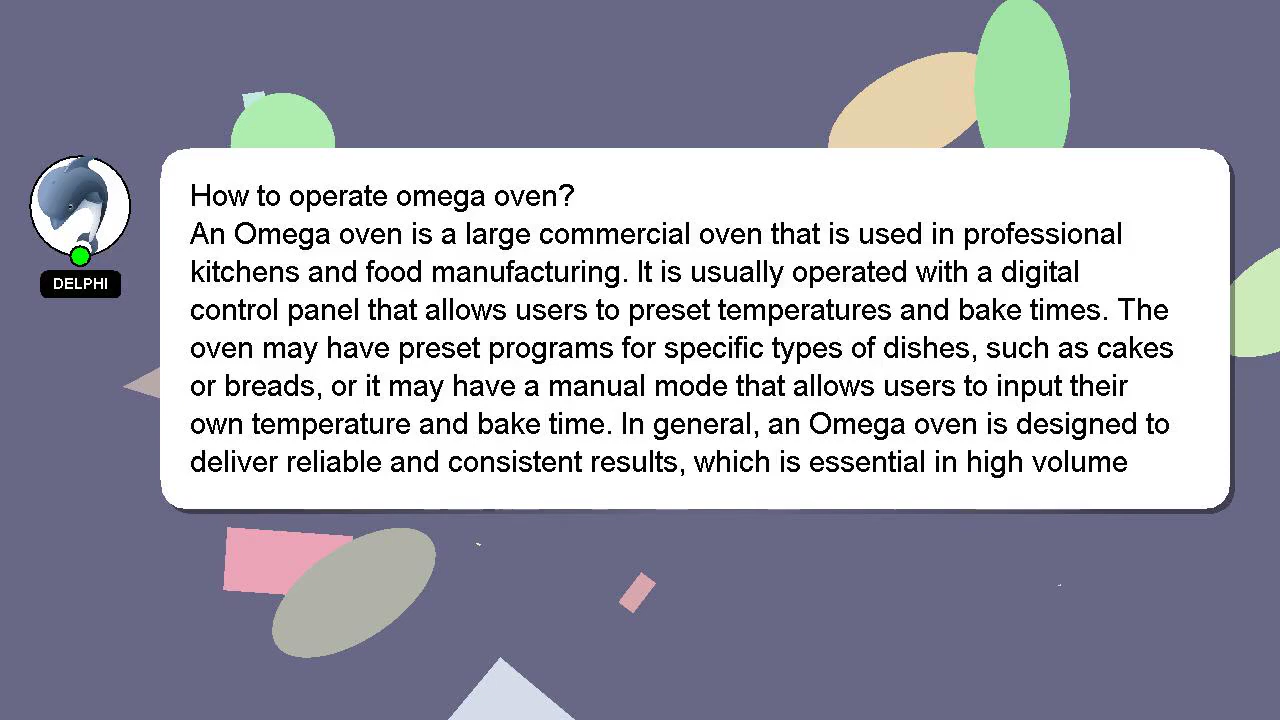 How to operate omega oven?
An Omega oven is a large commercial oven that is used in professional
kitchens and food manufacturing. It is usually operated with a digital
control panel that allows users to preset temperatures and bake times. The
oven may have preset programs for specific types of dishes, such as cakes
or breads, or it may have a manual mode that allows users to input their
own temperature and bake time. In general, an Omega oven is designed to
deliver reliable and consistent results, which is essential in high volume
DELPHI